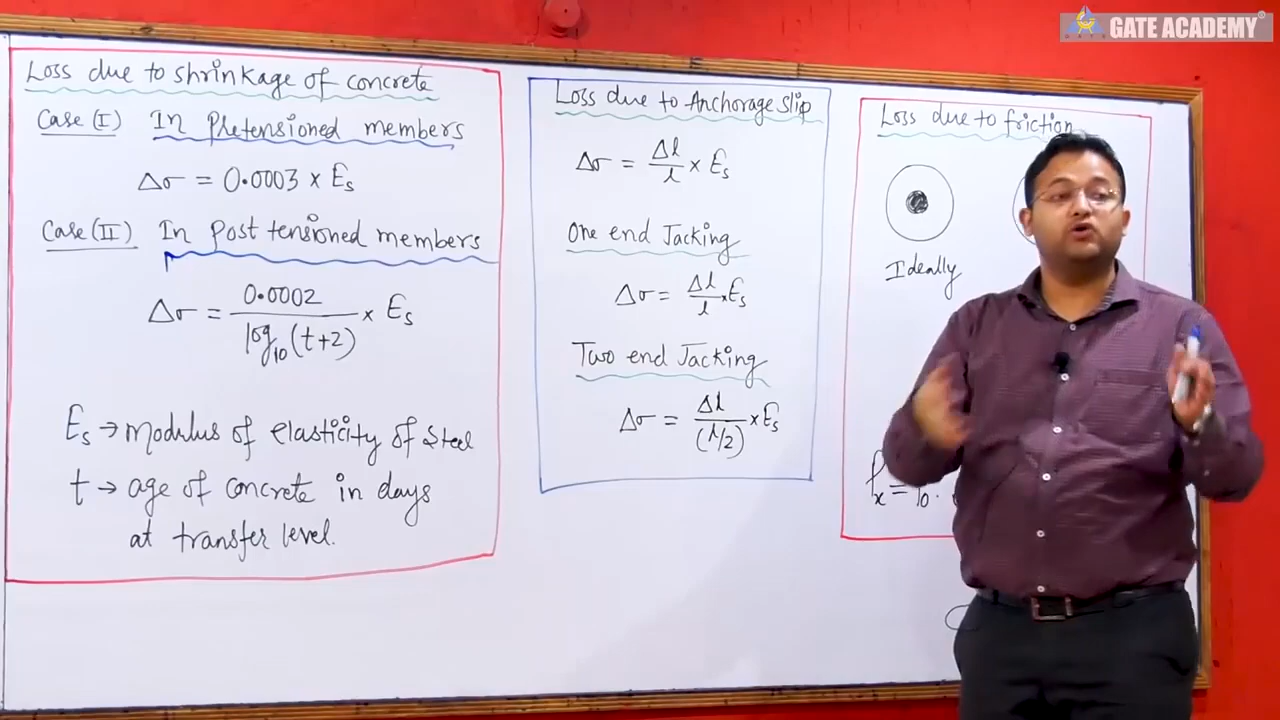 GATE ACADEMY®
Loss due to shrinkage of concrete
Case (I) In Pretensioned members
Δσ = 0.0003 × Es
Case (II) In Post tensioned members
Δσ = 0.0002 / log10(t+2) × Es
Es → Modulus of elasticity of Steel
t → age of concrete in days
at transfer level.
Loss due to Anchorage slip
Δσ = Δl/l × Es
One end Jacking
Δσ = Δl/l × Es
Two end Jacking
Δσ = Δl/(l/2) × Es
Loss due to friction
Ideally